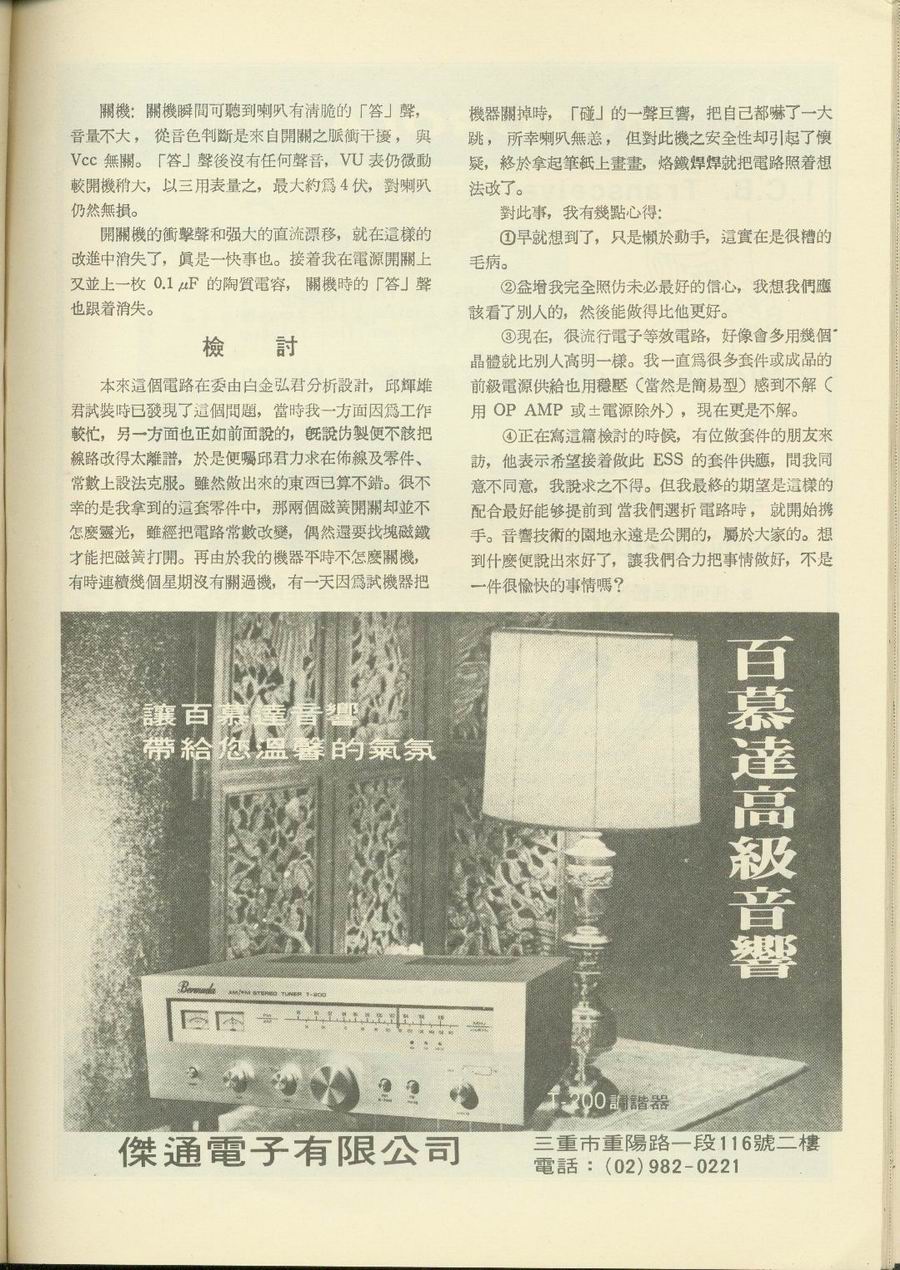 關機：關機瞬間可聽到喇叭有清脆的「答」聲，
音量不大，從音色判斷是來自開關之脈衝干擾，與
Vcc 無關。「答」聲後沒有任何聲音，VU 表仍微動
較開機稍大，以三用表量之，最大約爲 4 伏，對喇叭
仍然無損。
開關機的衝擊聲和强大的直流漂移，就在這樣的
改進中消失了，眞是一快事也。接着我在電源開關上
又並上一枚 0.1 μF 的陶質電容，關機時的「答」聲
也跟着消失。
檢 討
本來這個電路在委由白金弘君分析設計，邱輝雄
君試裝時已發現了這個問題，當時我一方面因爲工作
較忙，另一方面也正如前面說的，旣說仿製便不該把
線路改得太離譜，於是便囑邱君力求在佈線及零件、
常數上設法克服。雖然做出來的東西已算不錯。很不
幸的是我拿到的這套零件中，那兩個磁簧開關却並不
怎麼靈光，雖經把電路常數改變，偶然還要找塊磁鐵
才能把磁簧打開。再由於我的機器平時不怎麼關機，
有時連續幾個星期沒有關過機，有一天因爲試機器把
機器關掉時，「碰」的一聲巨響，把自己都嚇了一大
跳，所幸喇叭無恙，但對此機之安全性却引起了懷
疑，終於拿起筆紙上畫畫，烙鐵焊焊就把電路照着想
法改了。
對此事，我有幾點心得：
①早就想到了，只是懶於動手，這實在是很糟的
毛病。
②益增我完全照仿未必最好的信心，我想我們應
該看了別人的，然後能做得比他更好。
③現在，很流行電子等效電路，好像會多用幾個
晶體就比別人高明一樣。我一直爲很多套件或成品的
前級電源供給也用穩壓（當然是簡易型）感到不解（
用 OP AMP 或±電源除外），現在更是不解。
④正在寫這篇檢討的時候，有位做套件的朋友來
訪，他表示希望接着做此 ESS 的套件供應，問我同
意不同意，我說求之不得。但我最終的期望是這樣的
配合最好能够提前到當我們選折電路時，就開始携
手。音響技術的園地永遠是公開的，屬於大家的。想
到什麼便說出來好了，讓我們合力把事情做好，不是
一件很愉快的事情嗎？
讓百慕達音響
帶給您溫馨的氣氛
百慕達高級音響
Bermuda AM/FM STEREO TUNER T-200
T-200調諧器
傑通電子有限公司
三重市重陽路一段116號二樓
電話：(02)982-0221